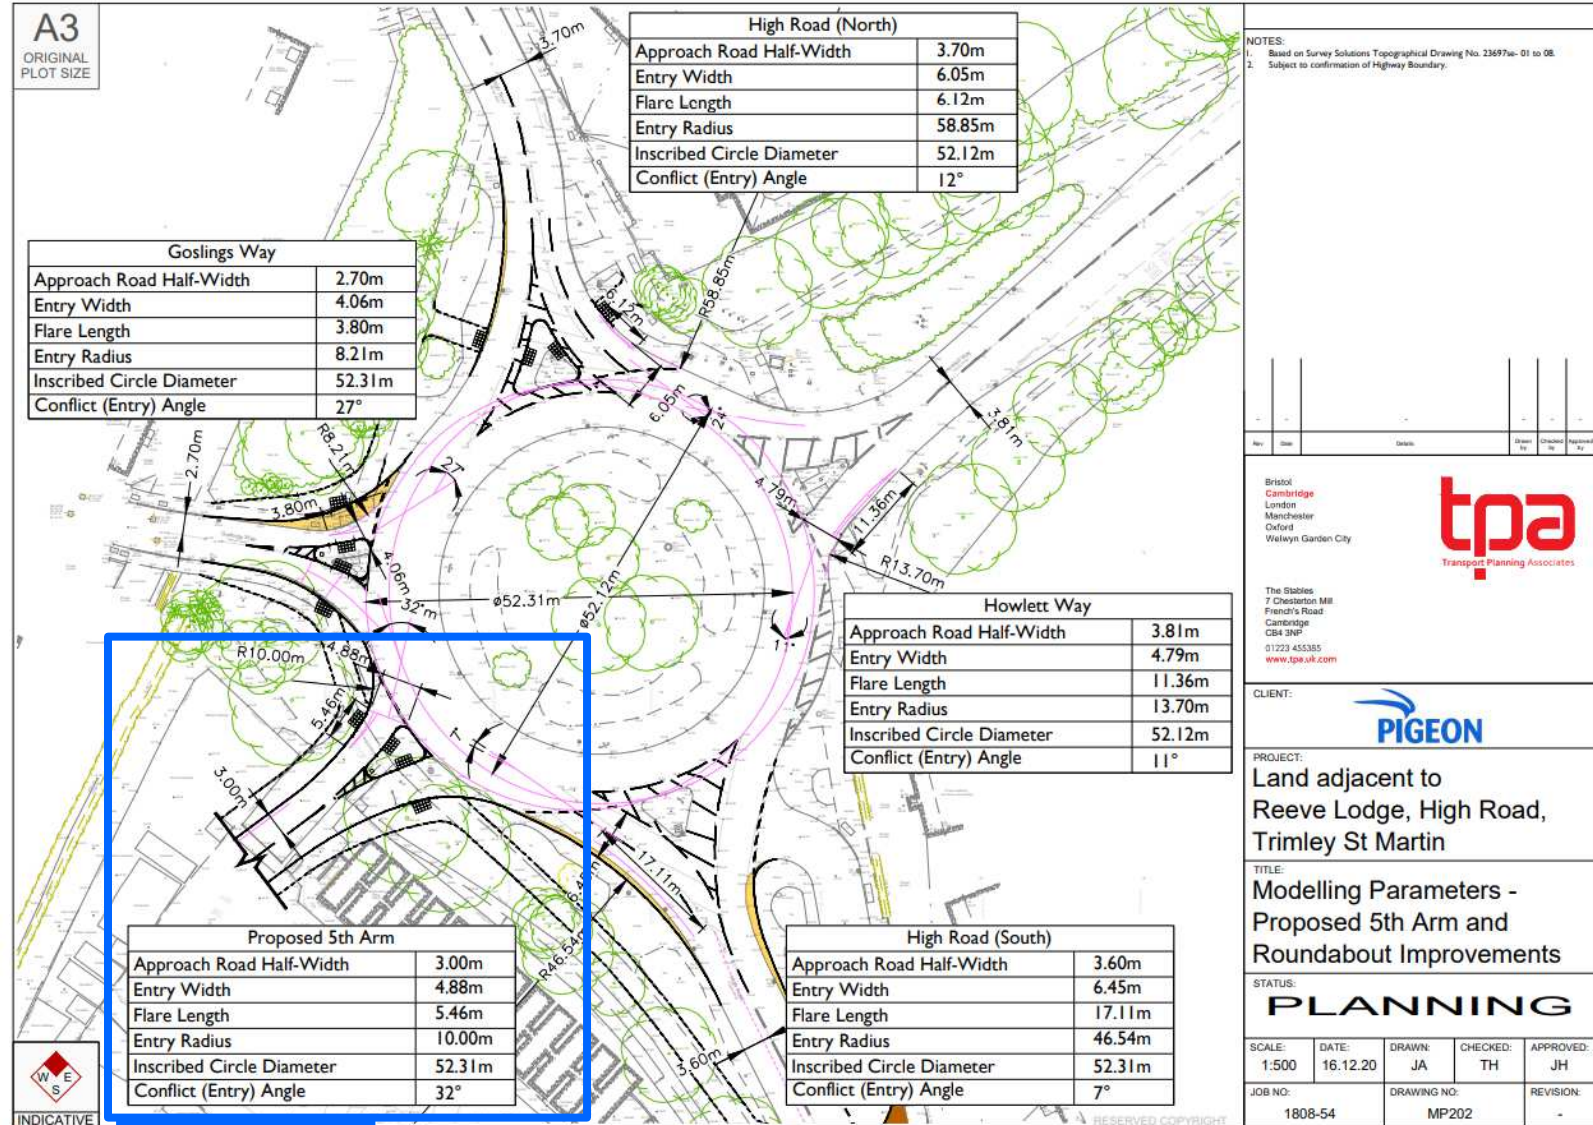 A3
ORIGINAL
PLOT SIZE
High Road (North)
Approach Road Half-Width 3.70m
Entry Width 6.05m
Flare Length 6.12m
Entry Radius 58.85m
Inscribed Circle Diameter 52.12m
Conflict (Entry) Angle 12°
Goslings Way
Approach Road Half-Width 2.70m
Entry Width 4.06m
Flare Length 3.80m
Entry Radius 8.21m
Inscribed Circle Diameter 52.31m
Conflict (Entry) Angle 27°
3.70m
6.12m
R58.85m
6.05m
24°
3.81m
4.79m
11.36m
R13.70m
2.70m
R8.21m
3.80m
27°
4.06m
32°
ø52.31m
ø52.12m
11°
R10.00m
4.88m
5.46m
3.00m
7°
17.11m
6.45m
R46.54m
3.60m
Howlett Way
Approach Road Half-Width 3.81m
Entry Width 4.79m
Flare Length 11.36m
Entry Radius 13.70m
Inscribed Circle Diameter 52.12m
Conflict (Entry) Angle 11°
Proposed 5th Arm
Approach Road Half-Width 3.00m
Entry Width 4.88m
Flare Length 5.46m
Entry Radius 10.00m
Inscribed Circle Diameter 52.31m
Conflict (Entry) Angle 32°
High Road (South)
Approach Road Half-Width 3.60m
Entry Width 6.45m
Flare Length 17.11m
Entry Radius 46.54m
Inscribed Circle Diameter 52.31m
Conflict (Entry) Angle 7°
W E
S
INDICATIVE
RESERVED COPYRIGHT
NOTES:
1. Based on Survey Solutions Topographical Drawing No. 23697se- 01 to 08.
2. Subject to confirmation of Highway Boundary.
Rev Date Details Drawn by Checked by Approved by
Bristol
Cambridge
London
Manchester
Oxford
Welwyn Garden City
tpa
Transport Planning Associates
The Stables
7 Chesterton Mill
French's Road
Cambridge
CB4 3NP
01223 455385
www.tpa.uk.com
CLIENT:
PIGEON
PROJECT:
Land adjacent to
Reeve Lodge, High Road,
Trimley St Martin
TITLE:
Modelling Parameters -
Proposed 5th Arm and
Roundabout Improvements
STATUS:
PLANNING
SCALE: DATE: DRAWN: CHECKED: APPROVED:
1:500 16.12.20 JA TH JH
JOB NO: DRAWING NO: REVISION:
1808-54 MP202 -